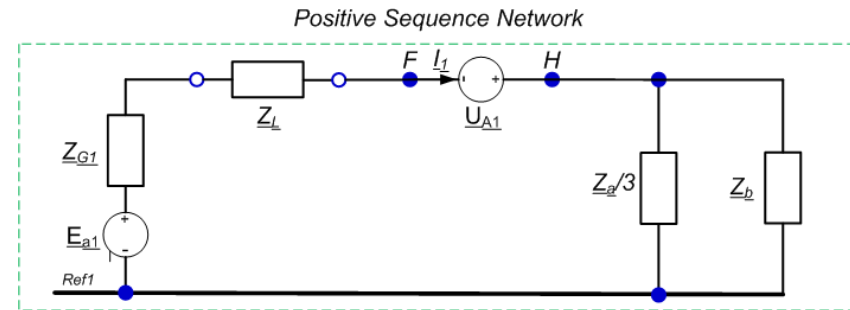 Positive Sequence Network
F I1 H
- +
ZL
UA1
ZG1
Za/3
Zb
+
Ea1
-
Ref1